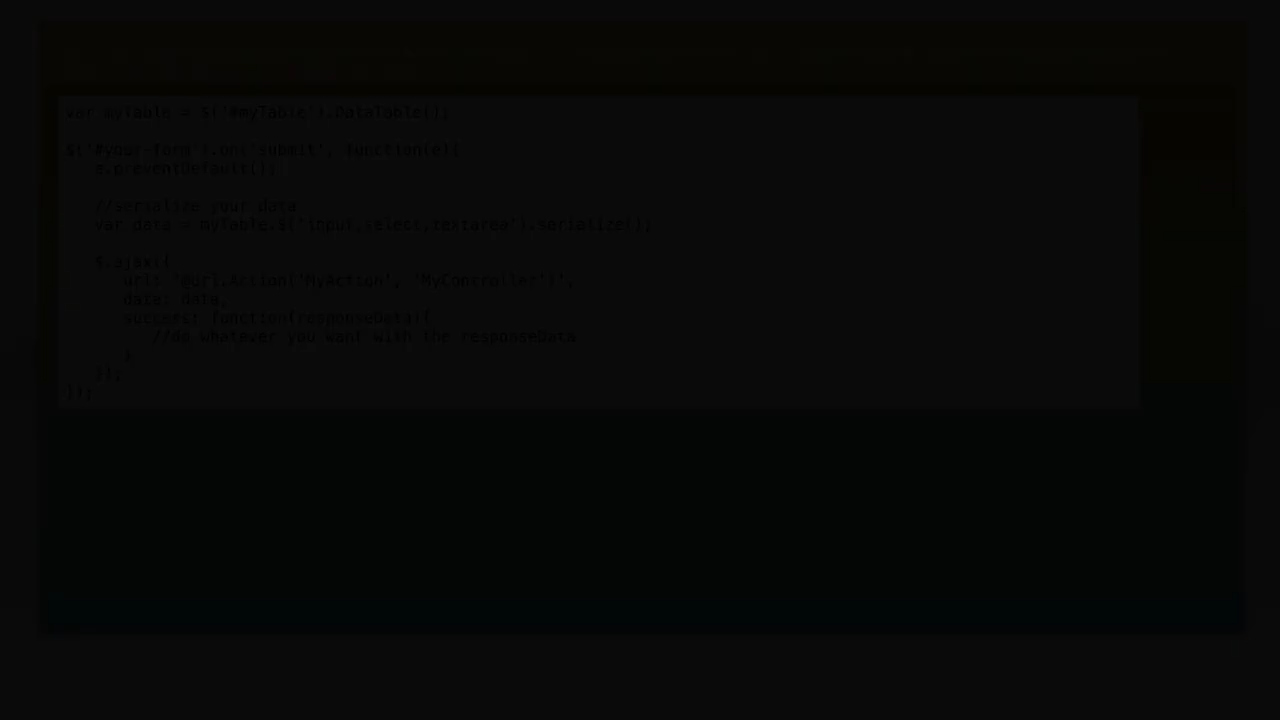 var myTable = $('#myTable').DataTable();
$('#your-form').on('submit', function(e){
e.preventDefault();
//serialize your data
var data = myTable.$('input,select,textarea').serialize();
$.ajax({
url: '@Url.Action('MyAction', 'MyController')',
data: data,
success: function(responseData){
//do whatever you want with the responseData
}
});
});